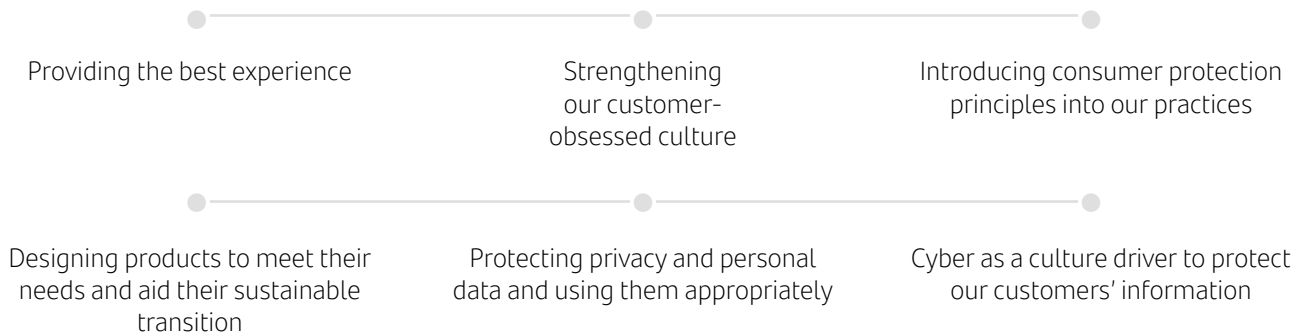 Providing the best experience
Strengthening
our customer-
obsessed culture
Introducing consumer protection
principles into our practices
Designing products to meet their
needs and aid their sustainable
transition
Protecting privacy and personal
data and using them appropriately
Cyber as a culture driver to protect
our customers' information